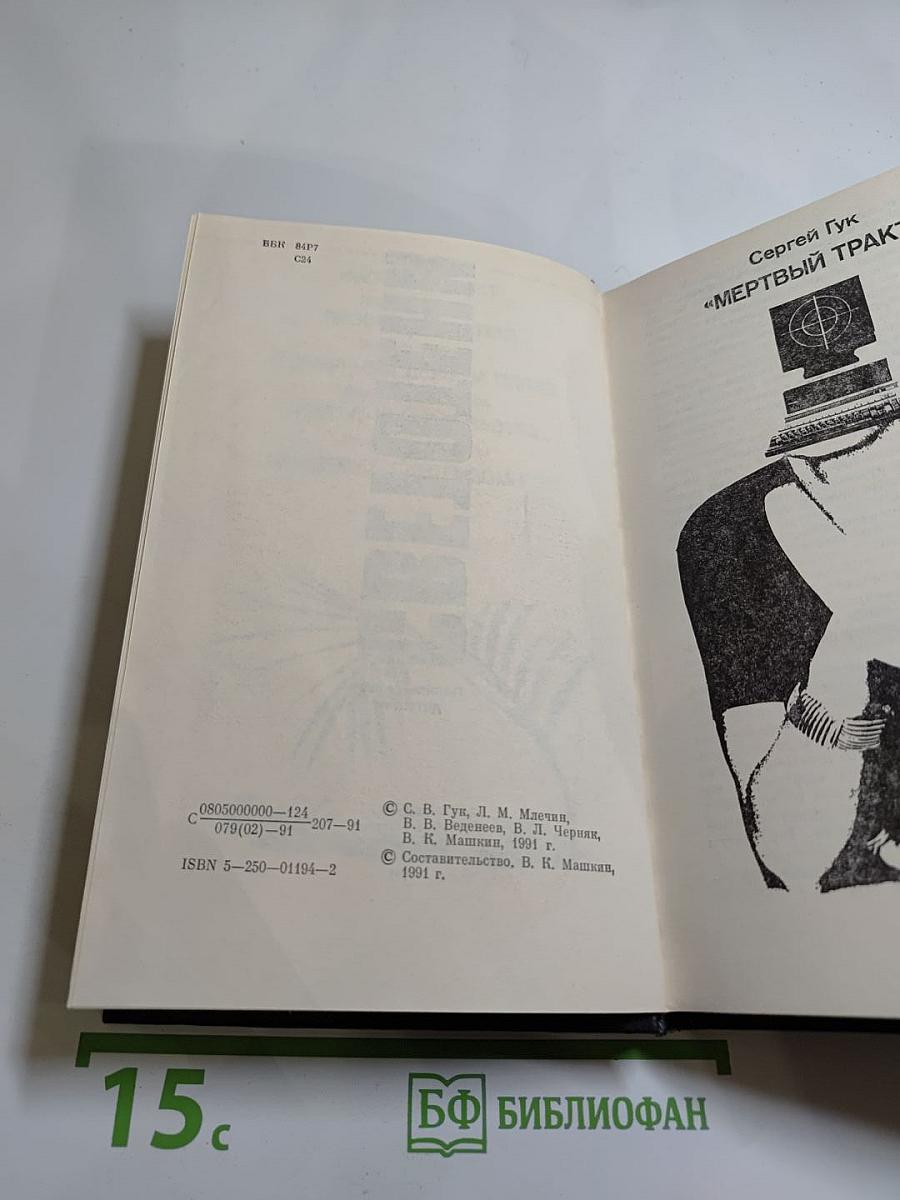 ББК 84Р7
С24
С 0805000000—124
079(02)—91
207—91
ISBN 5—250—01194—2
© С. В. Гук, Л. М. Млечин,
В. В. Веденеев, В. Л. Черняк,
В. К. Машкин, 1991 г.
© Составительство. В. К. Машкин,
1991 г.
Сергей Гук
«МЕРТВЫЙ ТРАКТ
15 с
БФ БИБЛИОФАН